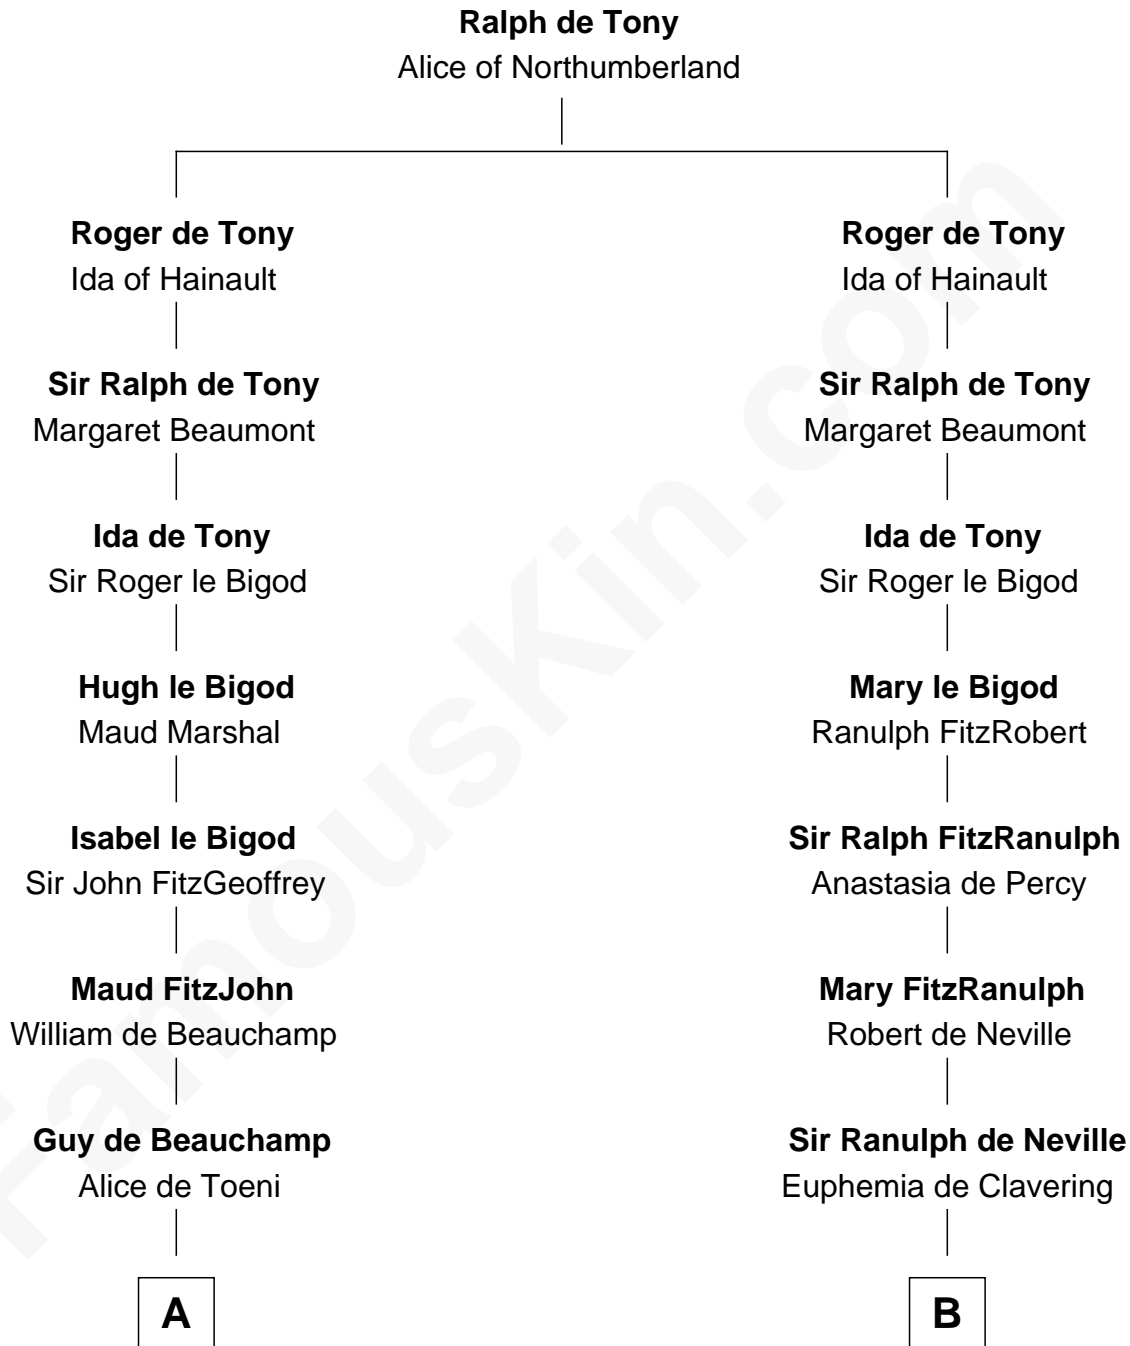 Ralph de Tony
Alice of Northumberland
Roger de Tony
Ida of Hainault
Sir Ralph de Tony
Margaret Beaumont
Ida de Tony
Sir Roger le Bigod
Hugh le Bigod
Maud Marshal
Isabel le Bigod
Sir John FitzGeoffrey
Maud FitzJohn
William de Beauchamp
Guy de Beauchamp
Alice de Toeni
A
Roger de Tony
Ida of Hainault
Sir Ralph de Tony
Margaret Beaumont
Ida de Tony
Sir Roger le Bigod
Mary le Bigod
Ranulph FitzRobert
Sir Ralph FitzRanulph
Anastasia de Percy
Mary FitzRanulph
Robert de Neville
Sir Ranulph de Neville
Euphemia de Clavering
B
FamousKin.com